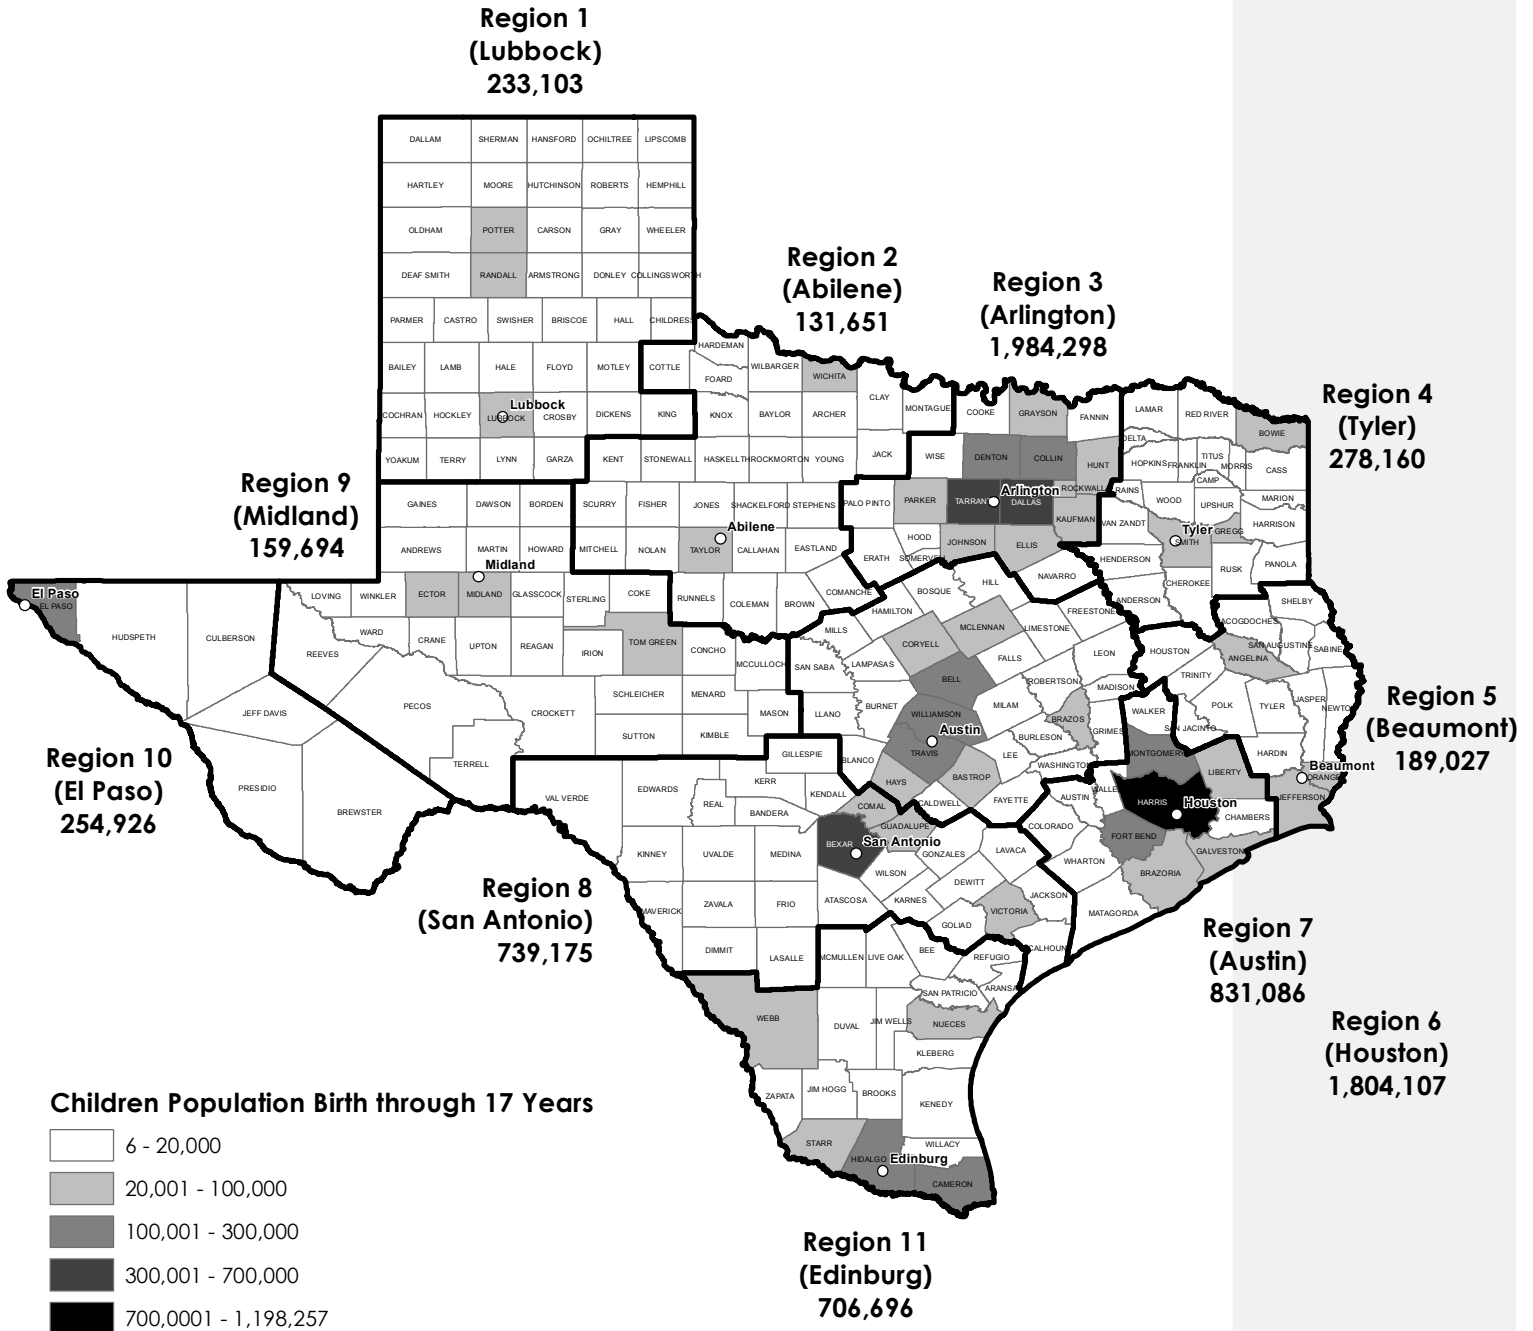 Region 1
(Lubbock)
233,103
DALLAM SHERMAN HANSFORD OCHILTREE LIPSCOMB
HARTLEY MOORE HUTCHINSON ROBERTS HEMPHILL
OLDHAM POTTER CARSON GRAY WHEELER
DEAF SMITH RANDALL ARMSTRONG DONLEY COLLINGSWORTH
PARMER CASTRO SWISHER BRISCOE HALL CHILDRESS
BAILEY LAMB HALE FLOYD MOTLEY COTTLE
COCHRAN HOCKLEY LUBBOCK CROSBY DICKENS KING
Lubbock
YOAKUM TERRY LYNN GARZA KENT STONEWALL HASKELL THROCKMORTON YOUNG JACK
Region 2
(Abilene)
131,651
HARDEMAN
FOARD WILBARGER WICHITA
KNOX BAYLOR ARCHER CLAY MONTAGUE
Region 3
(Arlington)
1,984,298
COOKE GRAYSON FANNIN
WISE DENTON COLLIN HUNT
PALO PINTO PARKER TARRANT DALLAS ROCKWALL
Arlington
KAUFMAN
ERATH HOOD JOHNSON ELLIS
SOMERVELL
NAVARRO
Region 4
(Tyler)
278,160
LAMAR RED RIVER BOWIE
DELTA
HOPKINS FRANKLIN TITUS MORRIS CASS
CAMP
RAINS WOOD UPSHUR MARION
VAN ZANDT SMITH GREGG HARRISON
Tyler
HENDERSON RUSK PANOLA
CHEROKEE
ANDERSON
Region 9
(Midland)
159,694
GAINES DAWSON BORDEN SCURRY FISHER JONES SHACKELFORD STEPHENS
ANDREWS MARTIN HOWARD MITCHELL NOLAN TAYLOR CALLAHAN EASTLAND
Abilene
Midland
LOVING WINKLER ECTOR MIDLAND GLASSCOCK STERLING COKE RUNNELS COLEMAN BROWN COMANCHE
WARD CRANE UPTON REAGAN IRION TOM GREEN CONCHO MCCULLOCH
REEVES
PECOS CROCKETT SCHLEICHER MENARD MASON
SUTTON KIMBLE
TERRELL
El Paso
EL PASO
HUDSPETH CULBERSON
JEFF DAVIS
PRESIDIO
BREWSTER
Region 10
(El Paso)
254,926
HILL
BOSQUE
HAMILTON
MILLS
MCLENNAN LIMESTONE FREESTONE
CORYELL
SAN SABA LAMPASAS FALLS LEON
BELL ROBERTSON
MADISON
LLANO BURNET WILLIAMSON MILAM BRAZOS
GRIMES
BURLESON
Austin
TRAVIS LEE
WASHINGTON
BLANCO HAYS BASTROP
CALDWELL FAYETTE
SHELBY
NACOGDOCHES
SAN AUGUSTINE SABINE
HOUSTON ANGELINA
TRINITY
POLK TYLER JASPER NEWTON
SAN JACINTO
HARDIN
Beaumont
ORANGE
JEFFERSON
Region 5
(Beaumont)
189,027
WALKER
MONTGOMERY
LIBERTY
WALLER
AUSTIN HARRIS
Houston
CHAMBERS
COLORADO FORT BEND
GALVESTON
WHARTON BRAZORIA
MATAGORDA
GILLESPIE
VAL VERDE EDWARDS KERR KENDALL
REAL BANDERA COMAL
GUADALUPE
KINNEY UVALDE MEDINA BEXAR
San Antonio
GONZALES LAVACA
WILSON
DEWITT
MAVERICK ZAVALA FRIO ATASCOSA KARNES JACKSON
VICTORIA
GOLIAD
DIMMIT LASALLE CALHOUN
Region 8
(San Antonio)
739,175
Region 7
(Austin)
831,086
Region 6
(Houston)
1,804,107
MCMULLEN LIVE OAK BEE REFUGIO
SAN PATRICIO ARANSAS
WEBB DUVAL JIM WELLS NUECES
KLEBERG
ZAPATA JIM HOGG BROOKS KENEDY
STARR HIDALGO WILLACY
Edinburg
CAMERON
Region 11
(Edinburg)
706,696
Children Population Birth through 17 Years
6 - 20,000
20,001 - 100,000
100,001 - 300,000
300,001 - 700,000
700,0001 - 1,198,257